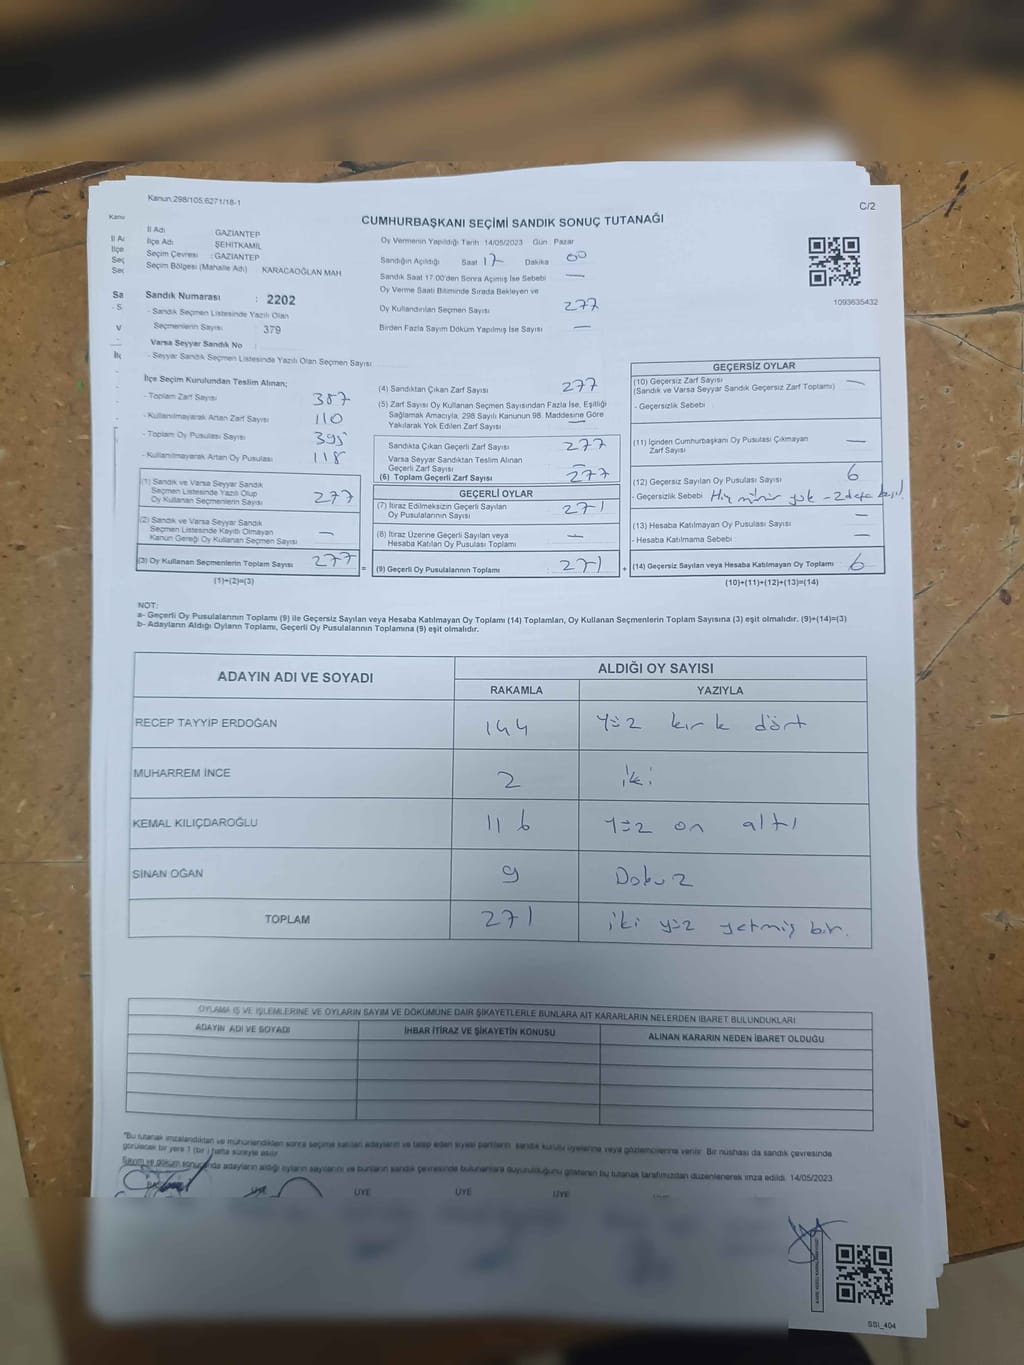 Kanun,298/105,6271/18-1
C/2
CUMHURBAŞKANI SEÇİMİ SANDIK SONUÇ TUTANAĞI
İl Adı GAZIANTEP
İlçe Adı ŞEHİTKAMİL
Seçim Çevresi : GAZIANTEP
Seçim Bölgesi (Mahalle Adı) KARACAOĞLAN MAH
Sandık Numarası : 2202
- Sandık Seçmen Listesinde Yazılı Olan
Seçmenlerin Sayısı 379
Varsa Seyyar Sandık No
- Seyyar Sandık Seçmen Listesinde Yazılı Olan Seçmen Sayısı
Oy Vermenin Yapıldığı Tarih 14/05/2023 Gün Pazar
Sandığın Açıldığı Saat 17 Dakika 00
Sandık Saat 17.00'den Sonra Açımış İse Sebebi —
Oy Verme Saati Bitiminde Sırada Bekleyen ve
Oy Kullandırılan Seçmen Sayısı 277
Birden Fazla Sayım Döküm Yapılmış İse Sayısı —
1093635432
İlçe Seçim Kurulundan Teslim Alınan;
- Toplam Zarf Sayısı 387
- Kullanılmayarak Artan Zarf Sayısı 110
- Toplam Oy Pusulası Sayısı 395
- Kullanılmayarak Artan Oy Pusulası 118
(1) Sandık ve Varsa Seyyar Sandık
Seçmen Listesinde Yazılı Olup
Oy Kullanan Seçmenlerin Sayısı 277
(2) Sandık ve Varsa Seyyar Sandık
Seçmen Listesinde Kayıtlı Olmayan
Kanun Gereği Oy Kullanan Seçmen Sayısı —
(3) Oy Kullanan Seçmenlerin Toplam Sayısı 277
(1)+(2)=(3)
(4) Sandıktan Çıkan Zarf Sayısı 277
(5) Zarf Sayısı Oy Kullanan Seçmen Sayısından Fazla İse, Eşitliği
Sağlamak Amacıyla, 298 Sayılı Kanunun 98. Maddesine Göre
Yakılarak Yok Edilen Zarf Sayısı —
Sandıkta Çıkan Geçerli Zarf Sayısı 277
Varsa Seyyar Sandıktan Teslim Alınan
Geçerli Zarf Sayısı —
(6) Toplam Geçerli Zarf Sayısı 277
GEÇERLİ OYLAR
(7) İtiraz Edilmeksizin Geçerli Sayılan
Oy Pusulalarının Sayısı 271
(8) İtiraz Üzerine Geçerli Sayılan veya
Hesaba Katılan Oy Pusulası Toplamı —
= (9) Geçerli Oy Pusulalarının Toplamı 271
GEÇERSİZ OYLAR
(10) Geçersiz Zarf Sayısı —
(Sandık ve Varsa Seyyar Sandık Geçersiz Zarf Toplamı)
- Geçersizlik Sebebi
(11) İçinden Cumhurbaşkanı Oy Pusulası Çıkmayan
Zarf Sayısı —
(12) Geçersiz Sayılan Oy Pusulası Sayısı 6
- Geçersizlik Sebebi yok - 2 defa
(13) Hesaba Katılmayan Oy Pusulası Sayısı —
- Hesaba Katılmama Sebebi —
+ (14) Geçersiz Sayılan veya Hesaba Katılmayan Oy Toplamı 6
(10)+(11)+(12)+(13)=(14)
NOT:
a- Geçerli Oy Pusulalarının Toplamı (9) ile Geçersiz Sayılan veya Hesaba Katılmayan Oy Toplamı (14) Toplamları, Oy Kullanan Seçmenlerin Toplam Sayısına (3) eşit olmalıdır. (9)+(14)=(3)
b- Adayların Aldığı Oyların Toplamı, Geçerli Oy Pusulalarının Toplamına (9) eşit olmalıdır.
ADAYIN ADI VE SOYADI
ALDIĞI OY SAYISI
RAKAMLA YAZIYLA
RECEP TAYYİP ERDOĞAN 144 Yüz kırk dört
MUHARREM İNCE 2 iki
KEMAL KILIÇDAROĞLU 116 Yüz on altı
SİNAN OĞAN 9 Dokuz
TOPLAM 271 iki yüz yetmiş bir.
OYLAMA İŞ VE İŞLEMLERİNE VE OYLARIN SAYIM VE DÖKÜMÜNE DAİR ŞİKAYETLERLE BUNLARA AİT KARARLARIN NELERDEN İBARET BULUNDUKLARI
ADAYIN ADI VE SOYADI İHBAR İTİRAZ VE ŞİKAYETİN KONUSU ALINAN KARARIN NEDEN İBARET OLDUĞU
"Bu tutanak imzalandıktan ve mühürlendikten sonra seçime katılan adayların ve talep eden siyasi partilerin sandık kurulu üyelerine veya gözlemcilerine verilir. Bir nüshası da sandık çevresinde
görülecek bir yere 1 (bir) hafta süreyle asılır.
Sayım ve döküm sonucunda adayların aldığı oyların sayılarını ve bunların sandık çevresinde bulunanlara duyurulduğunu gösteren bu tutanak tarafımızdan düzenlenerek imza edildi. 14/05/2023
ÜYE ÜYE ÜYE ÜYE
SSI_404